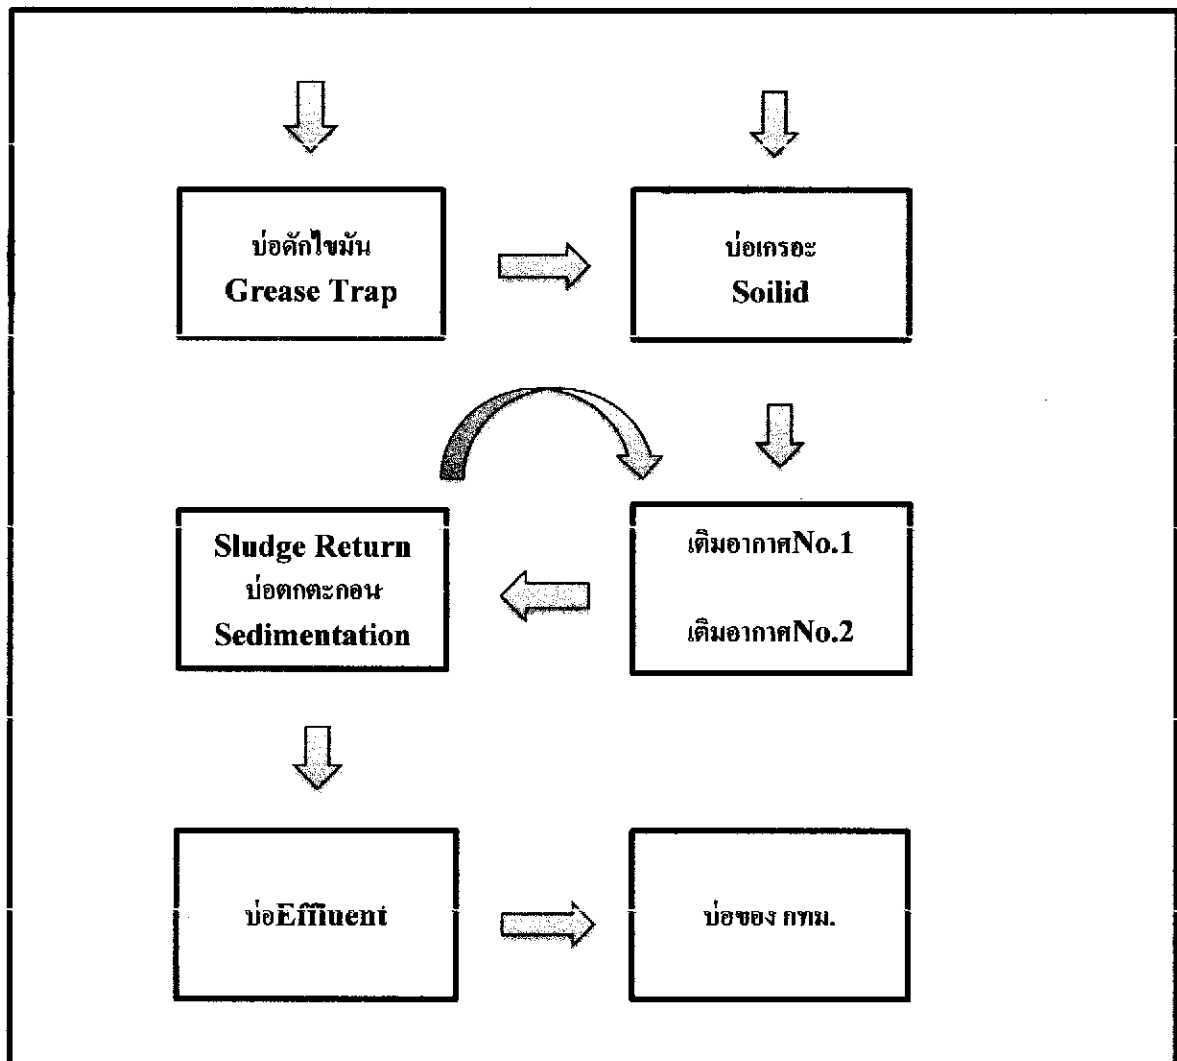 บ่อดักไขมัน
Grease Trap
บ่อเกรอะ
Soilid
Sludge Return
บ่อตกตะกอน
Sedimentation
เติมอากาศNo.1
เติมอากาศNo.2
บ่อEffluent
บ่อของ กทม.